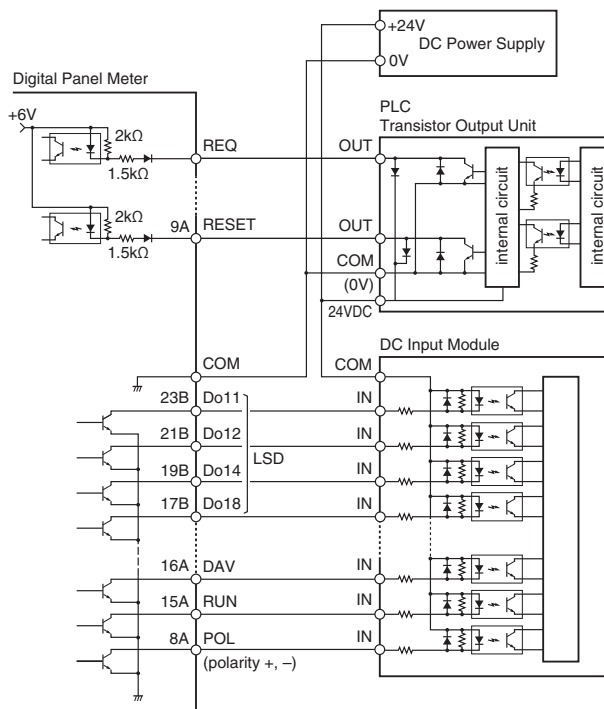 +24V
DC Power Supply
0V
Digital Panel Meter
+6V
2kΩ
1.5kΩ
REQ
PLC
Transistor Output Unit
OUT
2kΩ
1.5kΩ
9A
RESET
OUT
COM
(0V)
24VDC
internal circuit
internal circuit
DC Input Module
COM
COM
23B
Do11
IN
21B
Do12
IN
LSD
19B
Do14
IN
17B
Do18
IN
16A
DAV
IN
15A
RUN
IN
8A
POL
IN
(polarity +, –)